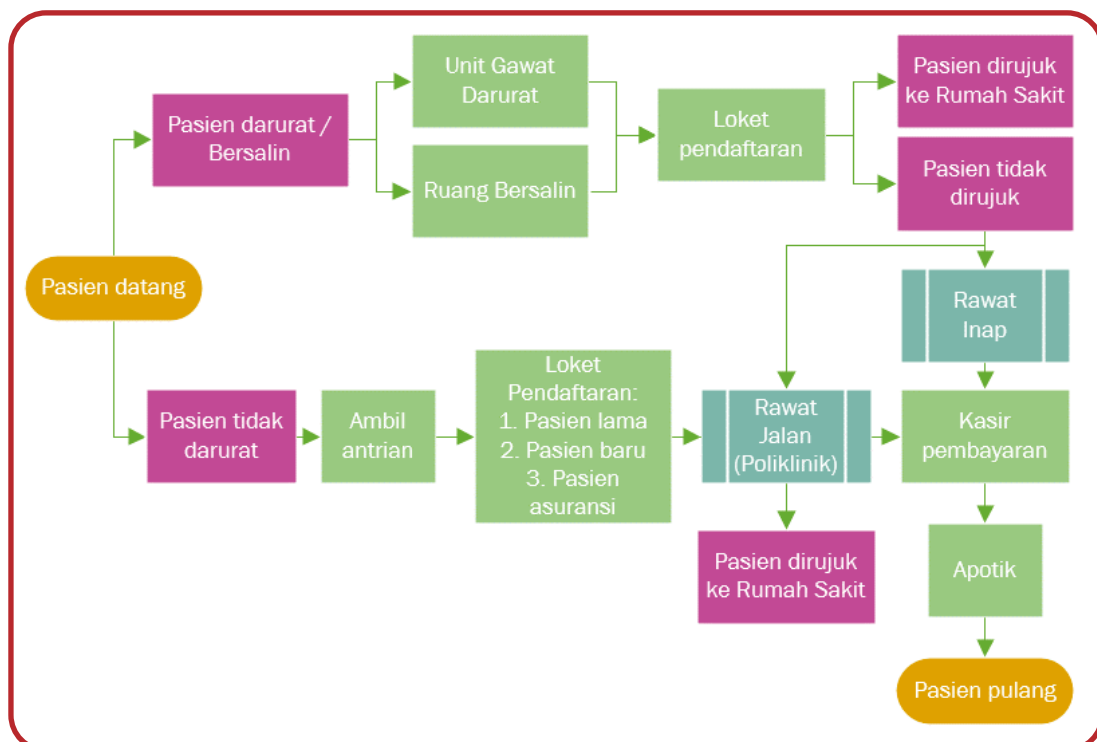 Unit Gawat
Darurat
Pasien dirujuk
ke Rumah Sakit
Pasien darurat /
Bersalin
Loket
pendaftaran
Ruang Bersalin
Pasien tidak
dirujuk
Pasien datang
Rawat
Inap
Pasien tidak
darurat
Ambil
antrian
Loket
Pendaftaran:
1. Pasien lama
2. Pasien baru
3. Pasien
asuransi
Rawat
Jalan
(Poliklinik)
Kasir
pembayaran
Pasien dirujuk
ke Rumah Sakit
Apotik
Pasien pulang